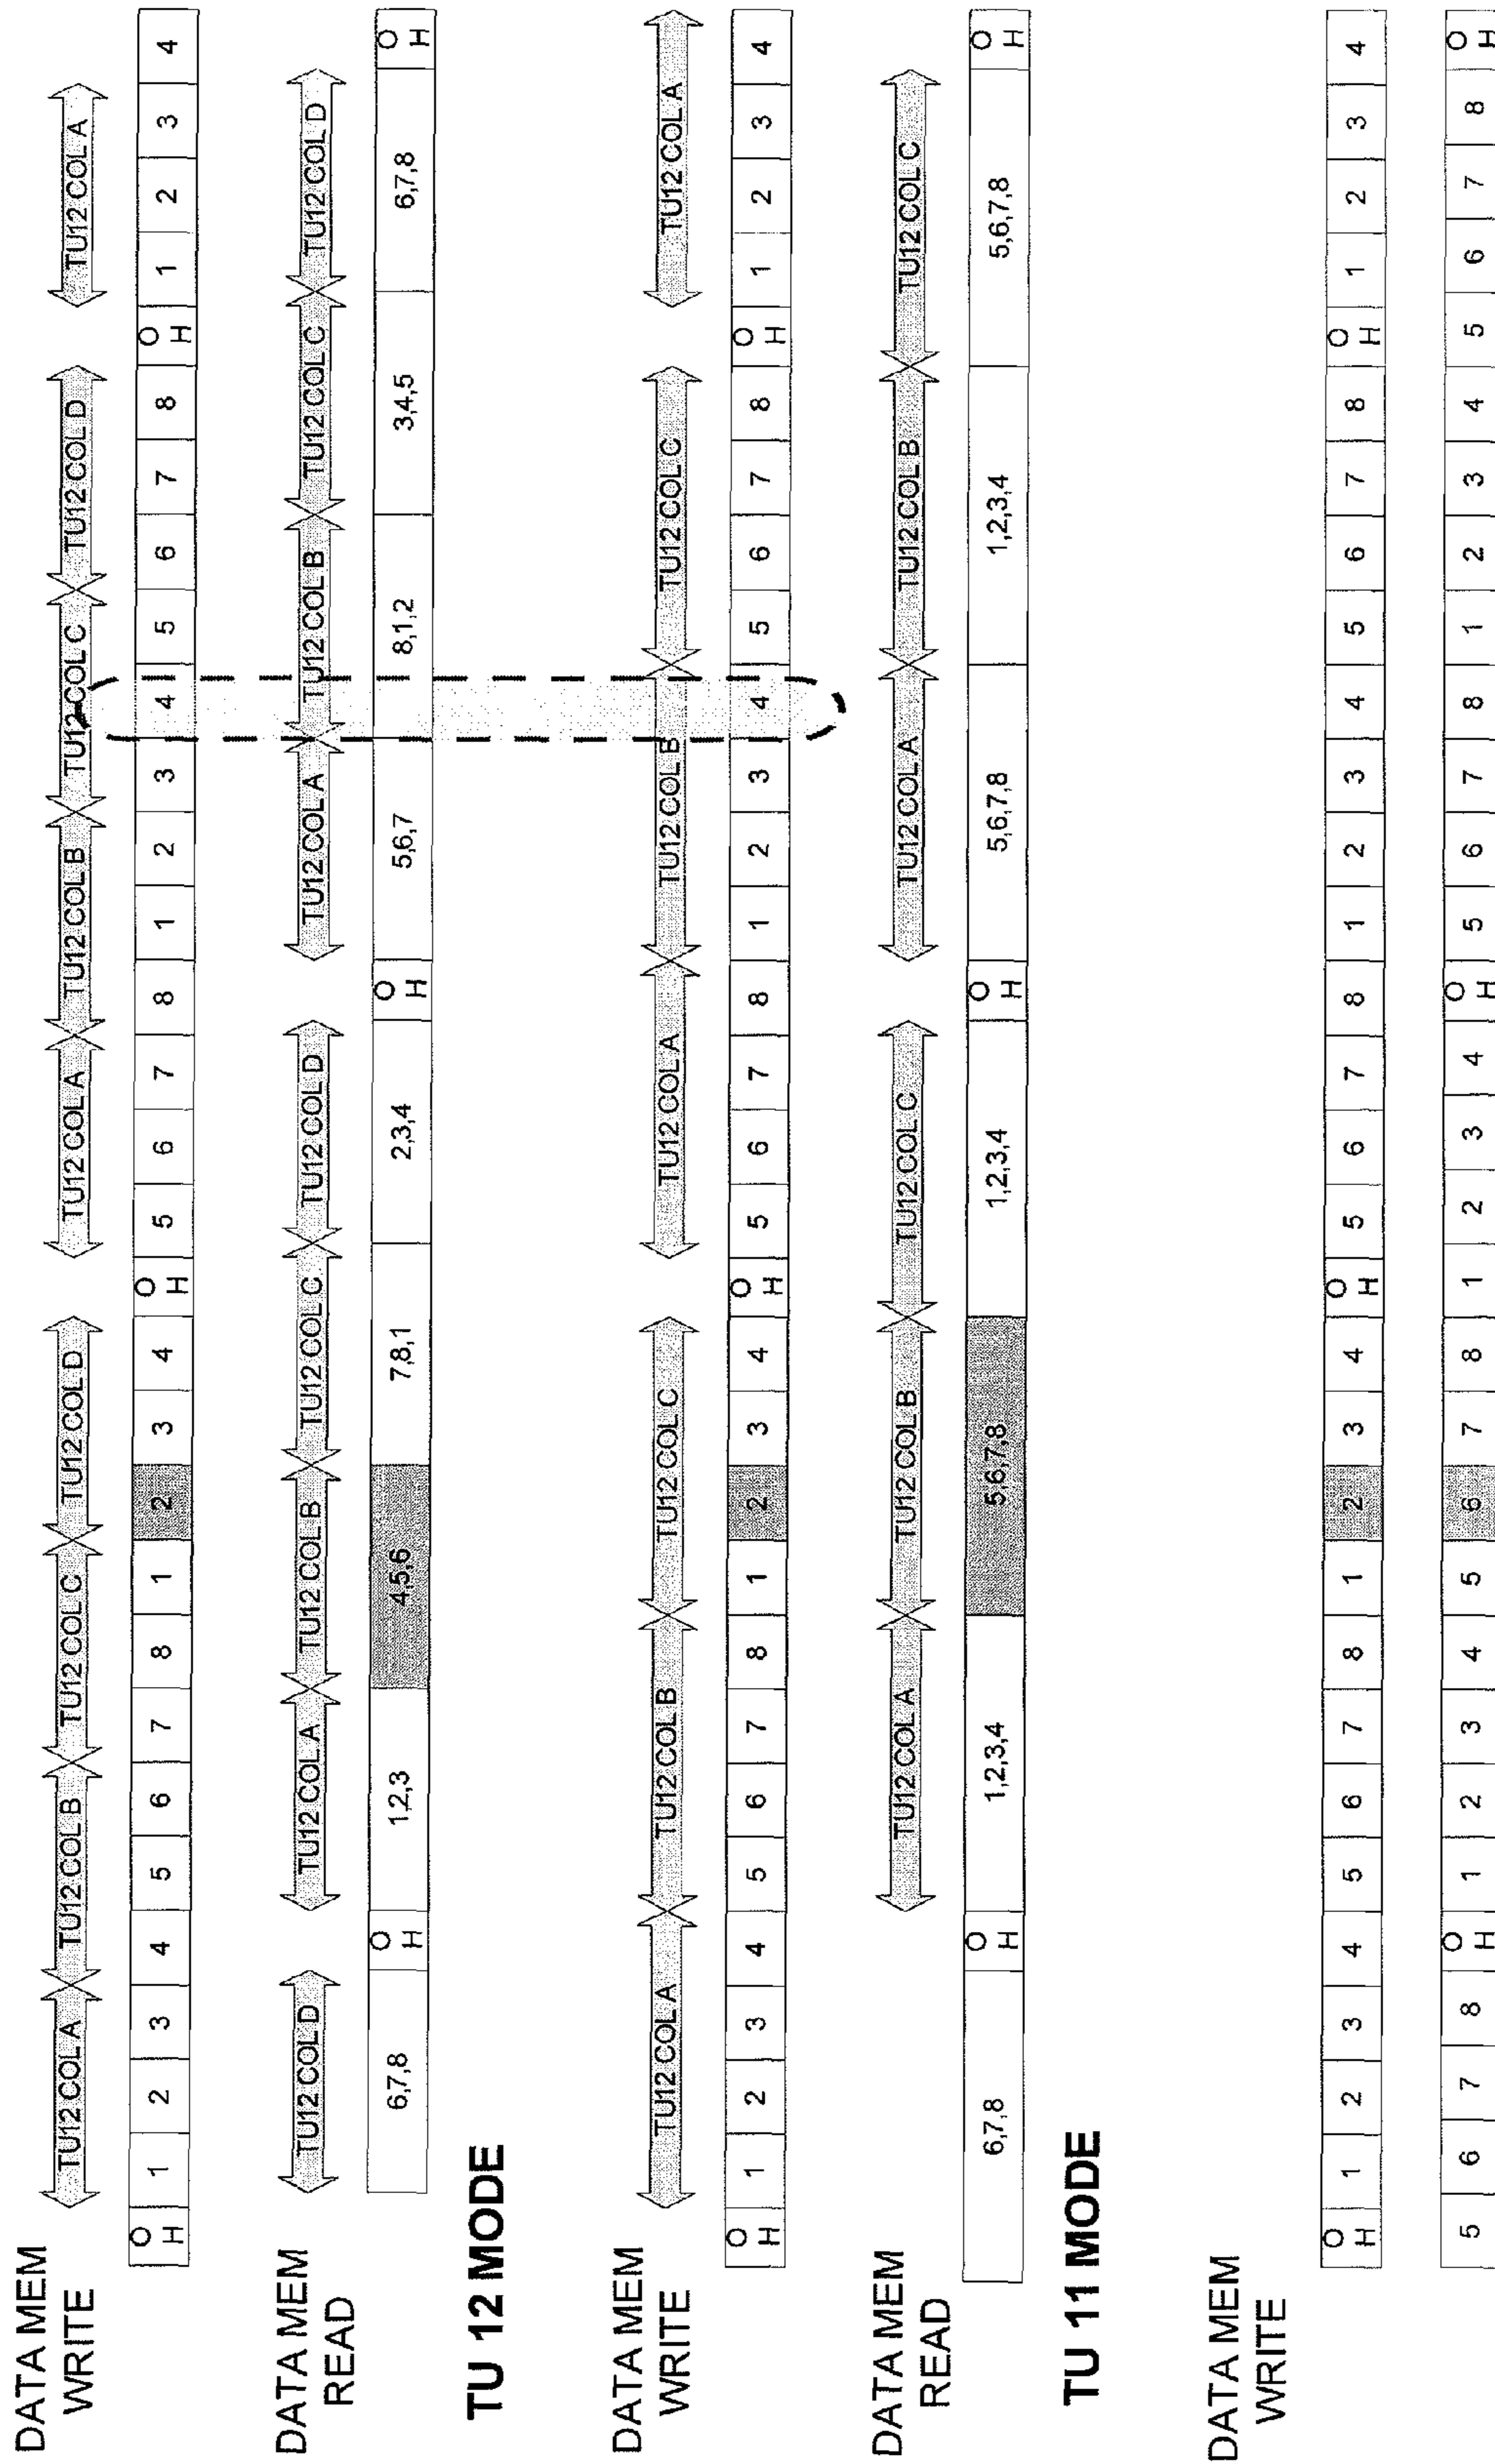 DATA MEM
WRITE
TU12 COL A TU12 COL B TU12 COL C TU12 COL D TU12 COL A TU12 COL B TU12 COL C TU12 COL D TU12 COL A
OH 1 2 3 4 5 6 7 8 1 2 3 4 OH 5 6 7 8 1 2 3 4 5 6 7 8 OH 1 2 3 4
DATA MEM
READ
TU12 COL D TU12 COL A TU12 COL B TU12 COL C TU12 COL D TU12 COL A TU12 COL B TU12 COL C TU12 COL D
6,7,8 OH 1,2,3 4,5,6 7,8,1 2,3,4 OH 5,6,7 8,1,2 3,4,5 6,7,8 OH
TU 12 MODE
DATA MEM
WRITE
TU12 COL A TU12 COL B TU12 COL C TU12 COL A TU12 COL B TU12 COL C TU12 COL A
OH 1 2 3 4 5 6 7 8 1 2 3 4 OH 5 6 7 8 1 2 3 4 5 6 7 8 OH 1 2 3 4
DATA MEM
READ
TU12 COL A TU12 COL B TU12 COL C TU12 COL A TU12 COL B TU12 COL C
6,7,8 OH 1,2,3,4 5,6,7,8 1,2,3,4 OH 5,6,7,8 1,2,3,4 5,6,7,8 OH
TU 11 MODE
DATA MEM
WRITE
OH 1 2 3 4 5 6 7 8 1 2 3 4 OH 5 6 7 8 1 2 3 4 5 6 7 8 OH 1 2 3 4
5 6 7 8 OH 1 2 3 4 5 6 7 8 1 2 3 4 OH 5 6 7 8 1 2 3 4 5 6 7 8 OH